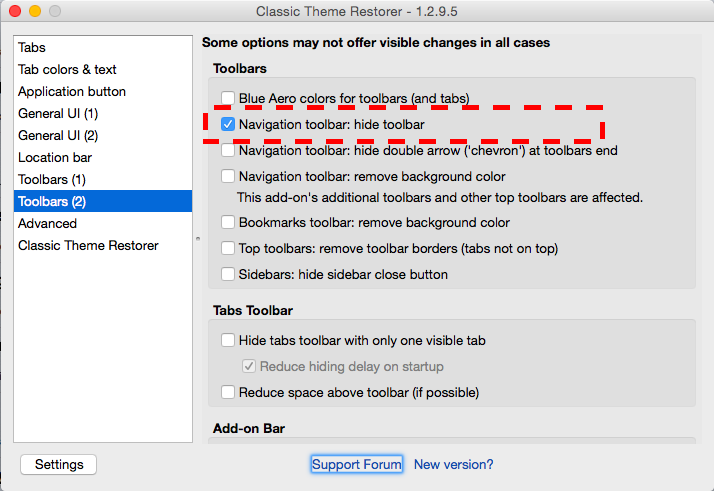 Classic Theme Restorer - 1.2.9.5
Tabs
Tab colors & text
Application button
General UI (1)
General UI (2)
Location bar
Toolbars (1)
Toolbars (2)
Advanced
Classic Theme Restorer
Some options may not offer visible changes in all cases
Toolbars
Blue Aero colors for toolbars (and tabs)
Navigation toolbar: hide toolbar
Navigation toolbar: hide double arrow ('chevron') at toolbars end
Navigation toolbar: remove background color
This add-on's additional toolbars and other top toolbars are affected.
Bookmarks toolbar: remove background color
Top toolbars: remove toolbar borders (tabs not on top)
Sidebars: hide sidebar close button
Tabs Toolbar
Hide tabs toolbar with only one visible tab
Reduce hiding delay on startup
Reduce space above toolbar (if possible)
Add-on Bar
Settings
Support Forum
New version?